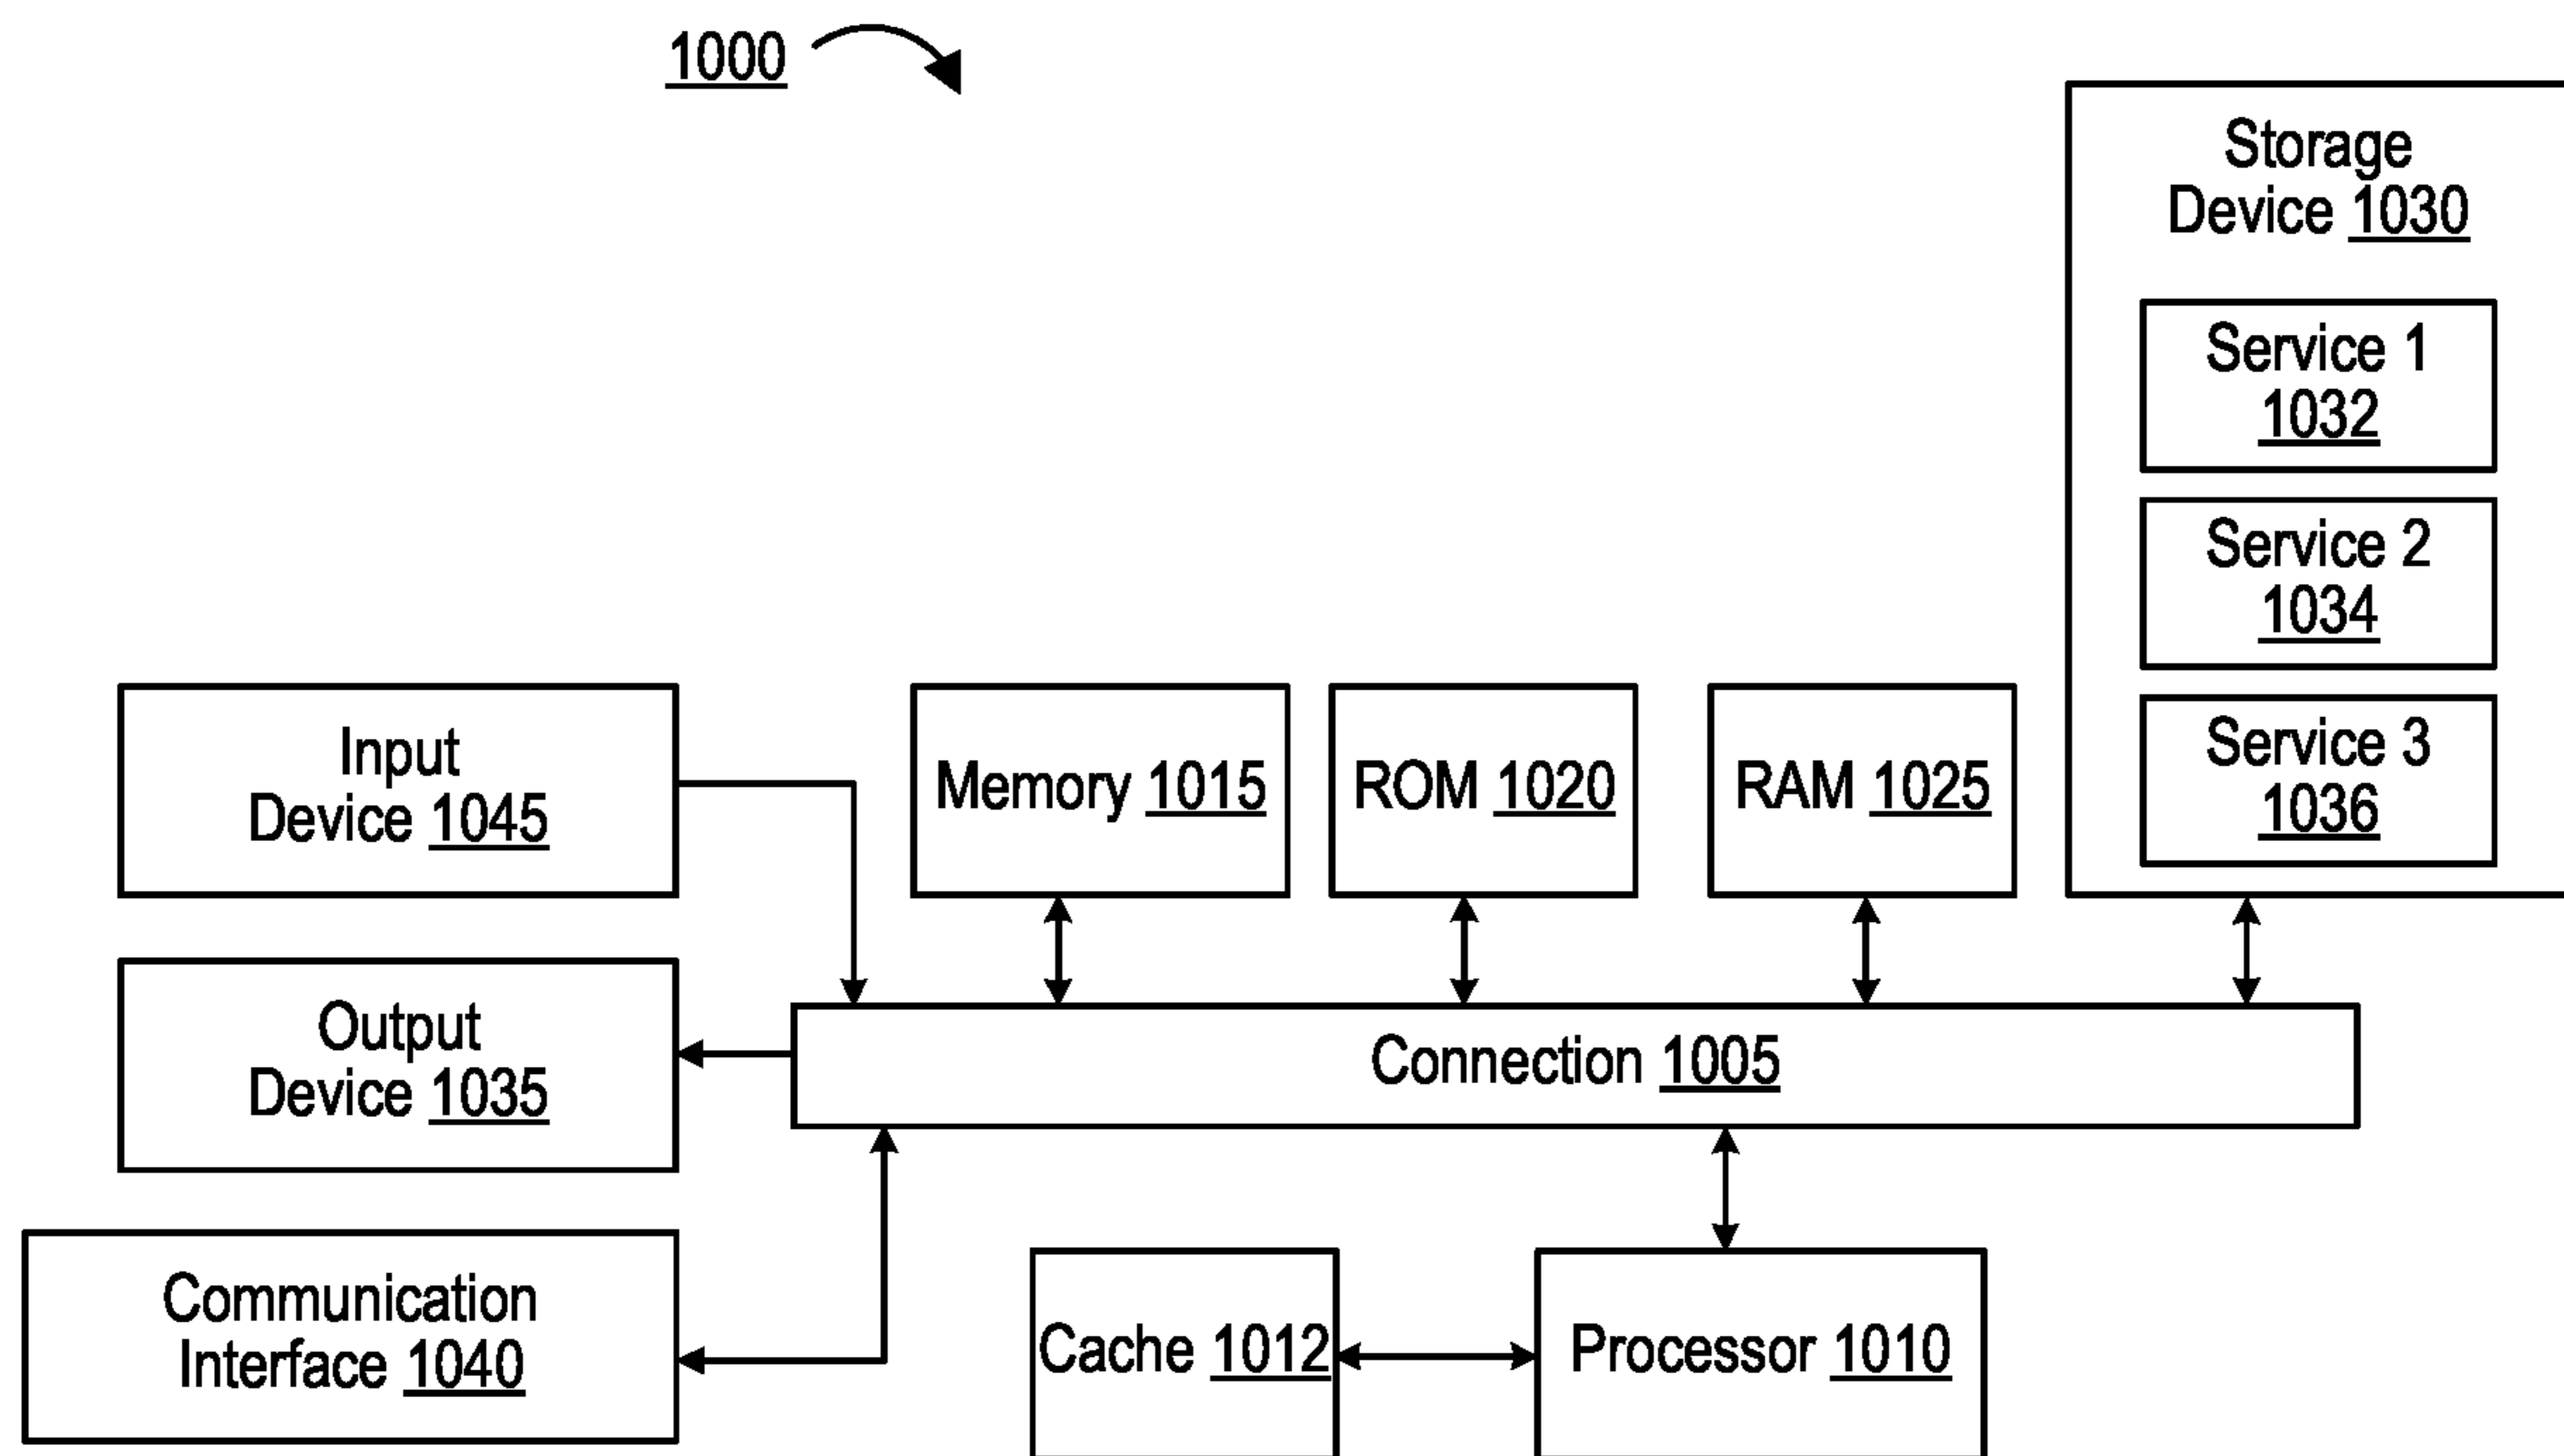 1000
Storage
Device 1030
Service 1
1032
Service 2
1034
Service 3
1036
Input
Device 1045
Memory 1015
ROM 1020
RAM 1025
Output
Device 1035
Connection 1005
Communication
Interface 1040
Cache 1012
Processor 1010